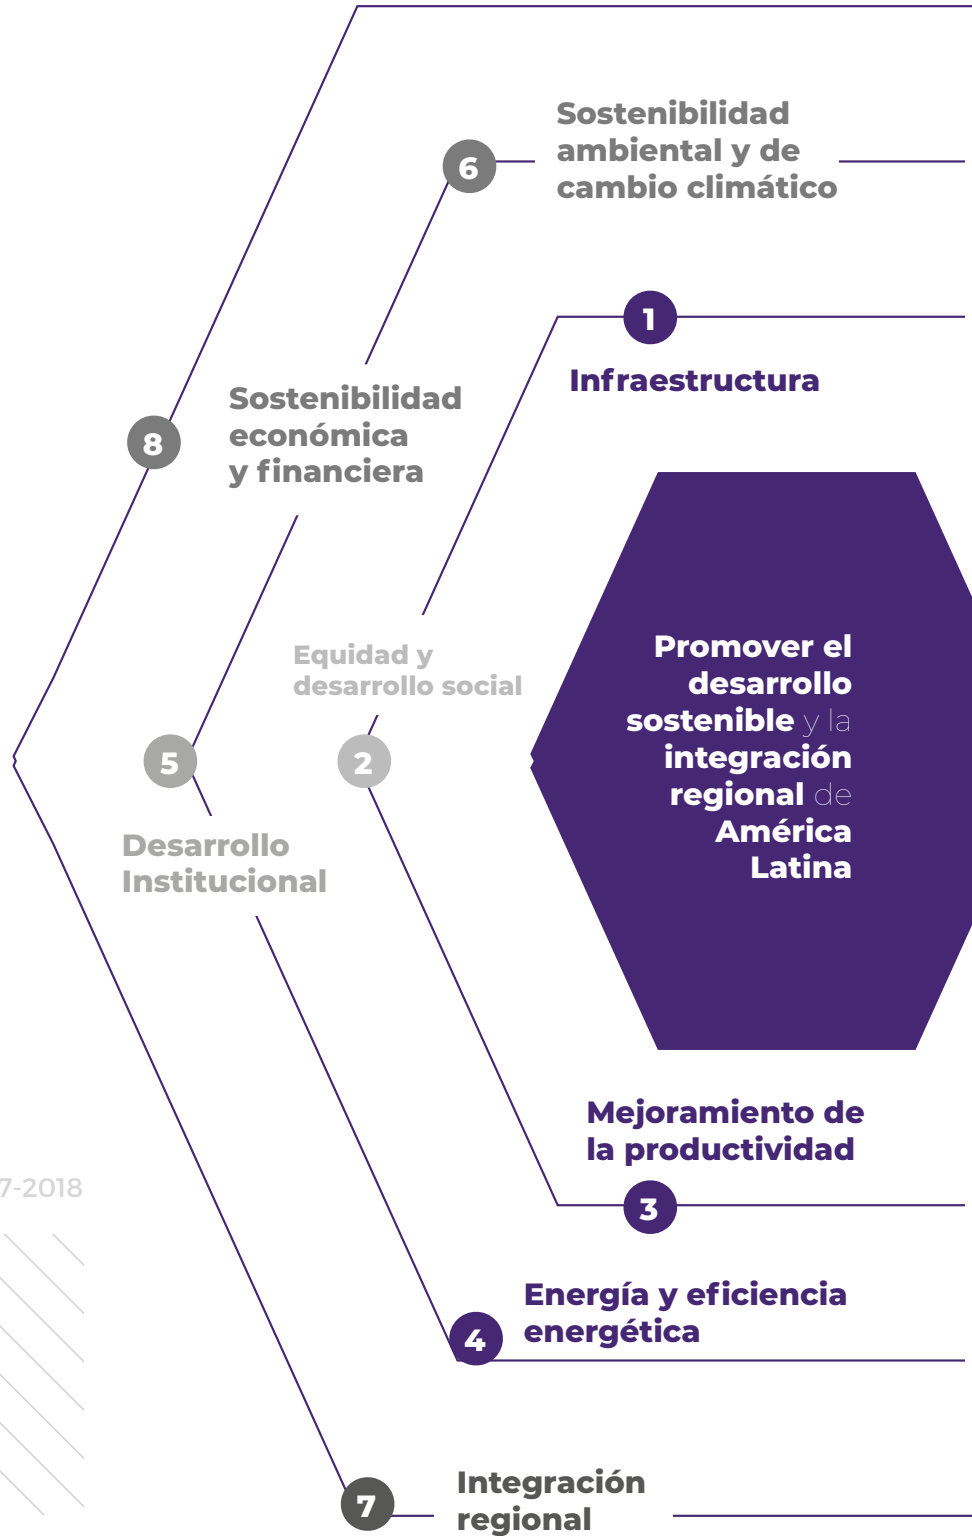 Sostenibilidad
ambiental y de
cambio climático
6
1
Infraestructura
Sostenibilidad
económica
y financiera
8
Promover el
desarrollo
sostenible y la
integración
regional de
América
Latina
Equidad y
desarrollo social
2
5
Desarrollo
Institucional
Mejoramiento de
la productividad
3
7-2018
Energía y eficiencia
energética
4
Integración
regional
7